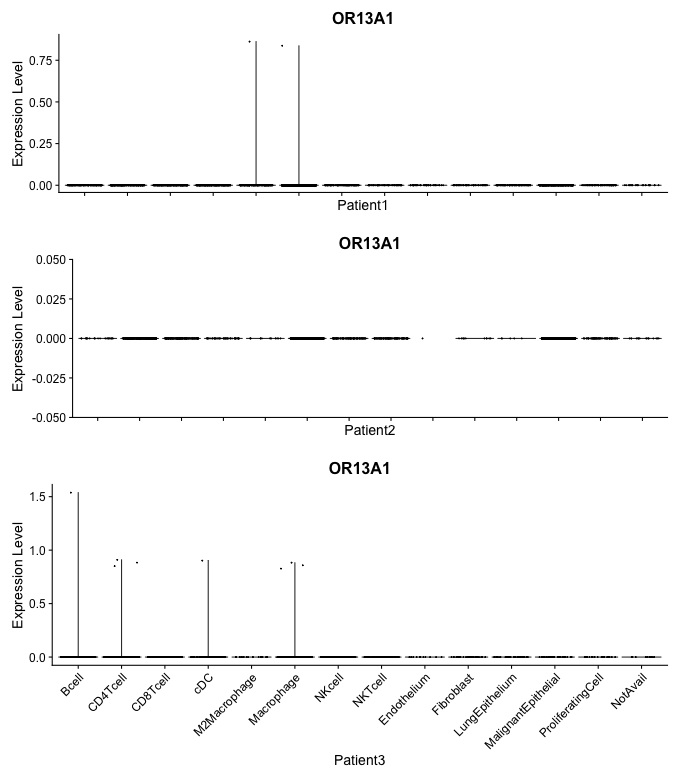 OR13A1
Expression Level
0.75
0.50
0.25
0.00
Patient1
OR13A1
Expression Level
0.050
0.025
0.000
-0.025
-0.050
Patient2
OR13A1
Expression Level
1.5
1.0
0.5
0.0
Bcell
CD4Tcell
CD8Tcell
cDC
M2Macrophage
Macrophage
NKcell
NKTcell
Endothelium
Fibroblast
LungEpithelium
MalignantEpithelial
ProliferatingCell
NotAvail
Patient3